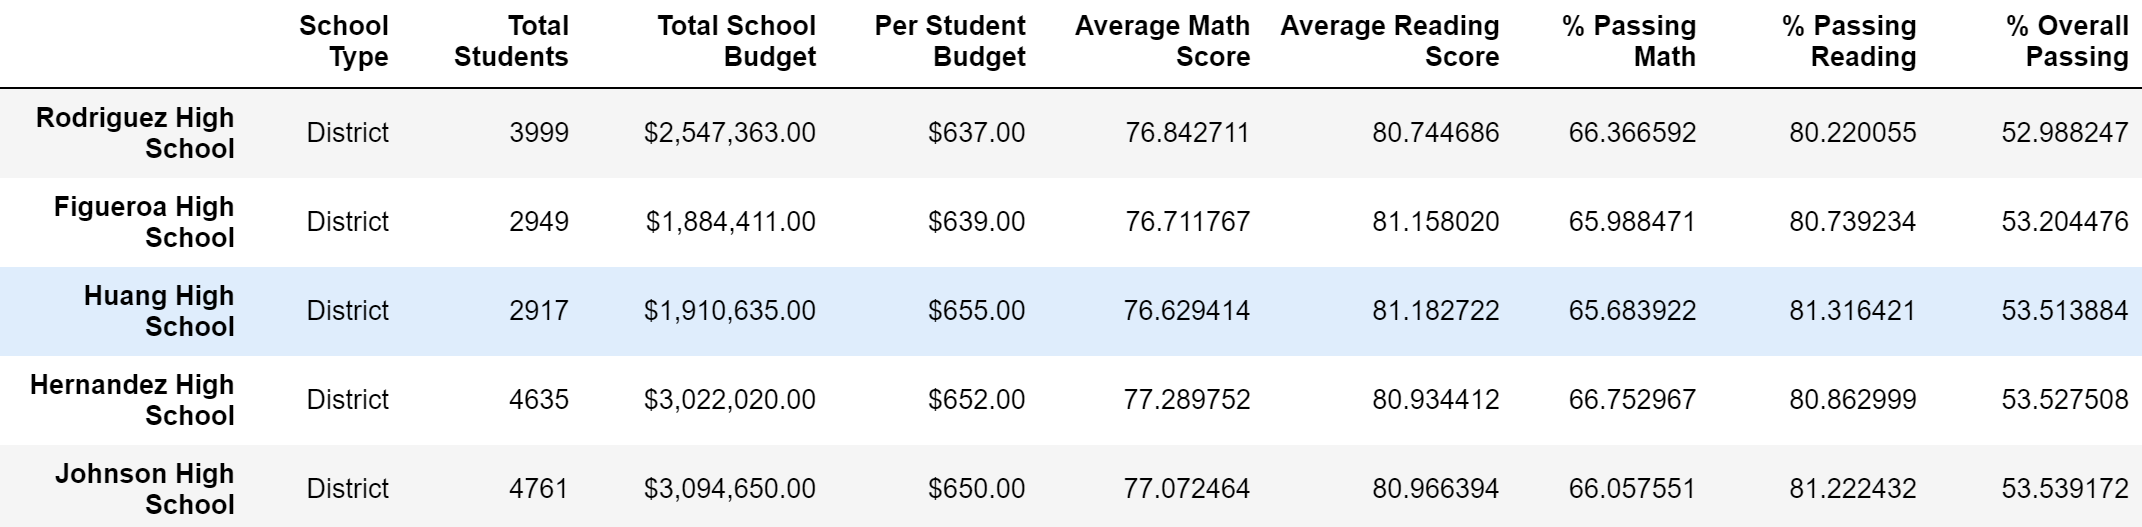 School Type Total Students Total School Budget Per Student Budget Average Math Score Average Reading Score % Passing Math % Passing Reading % Overall Passing
Rodriguez High School District 3999 $2,547,363.00 $637.00 76.842711 80.744686 66.366592 80.220055 52.988247
Figueroa High School District 2949 $1,884,411.00 $639.00 76.711767 81.158020 65.988471 80.739234 53.204476
Huang High School District 2917 $1,910,635.00 $655.00 76.629414 81.182722 65.683922 81.316421 53.513884
Hernandez High School District 4635 $3,022,020.00 $652.00 77.289752 80.934412 66.752967 80.862999 53.527508
Johnson High School District 4761 $3,094,650.00 $650.00 77.072464 80.966394 66.057551 81.222432 53.539172